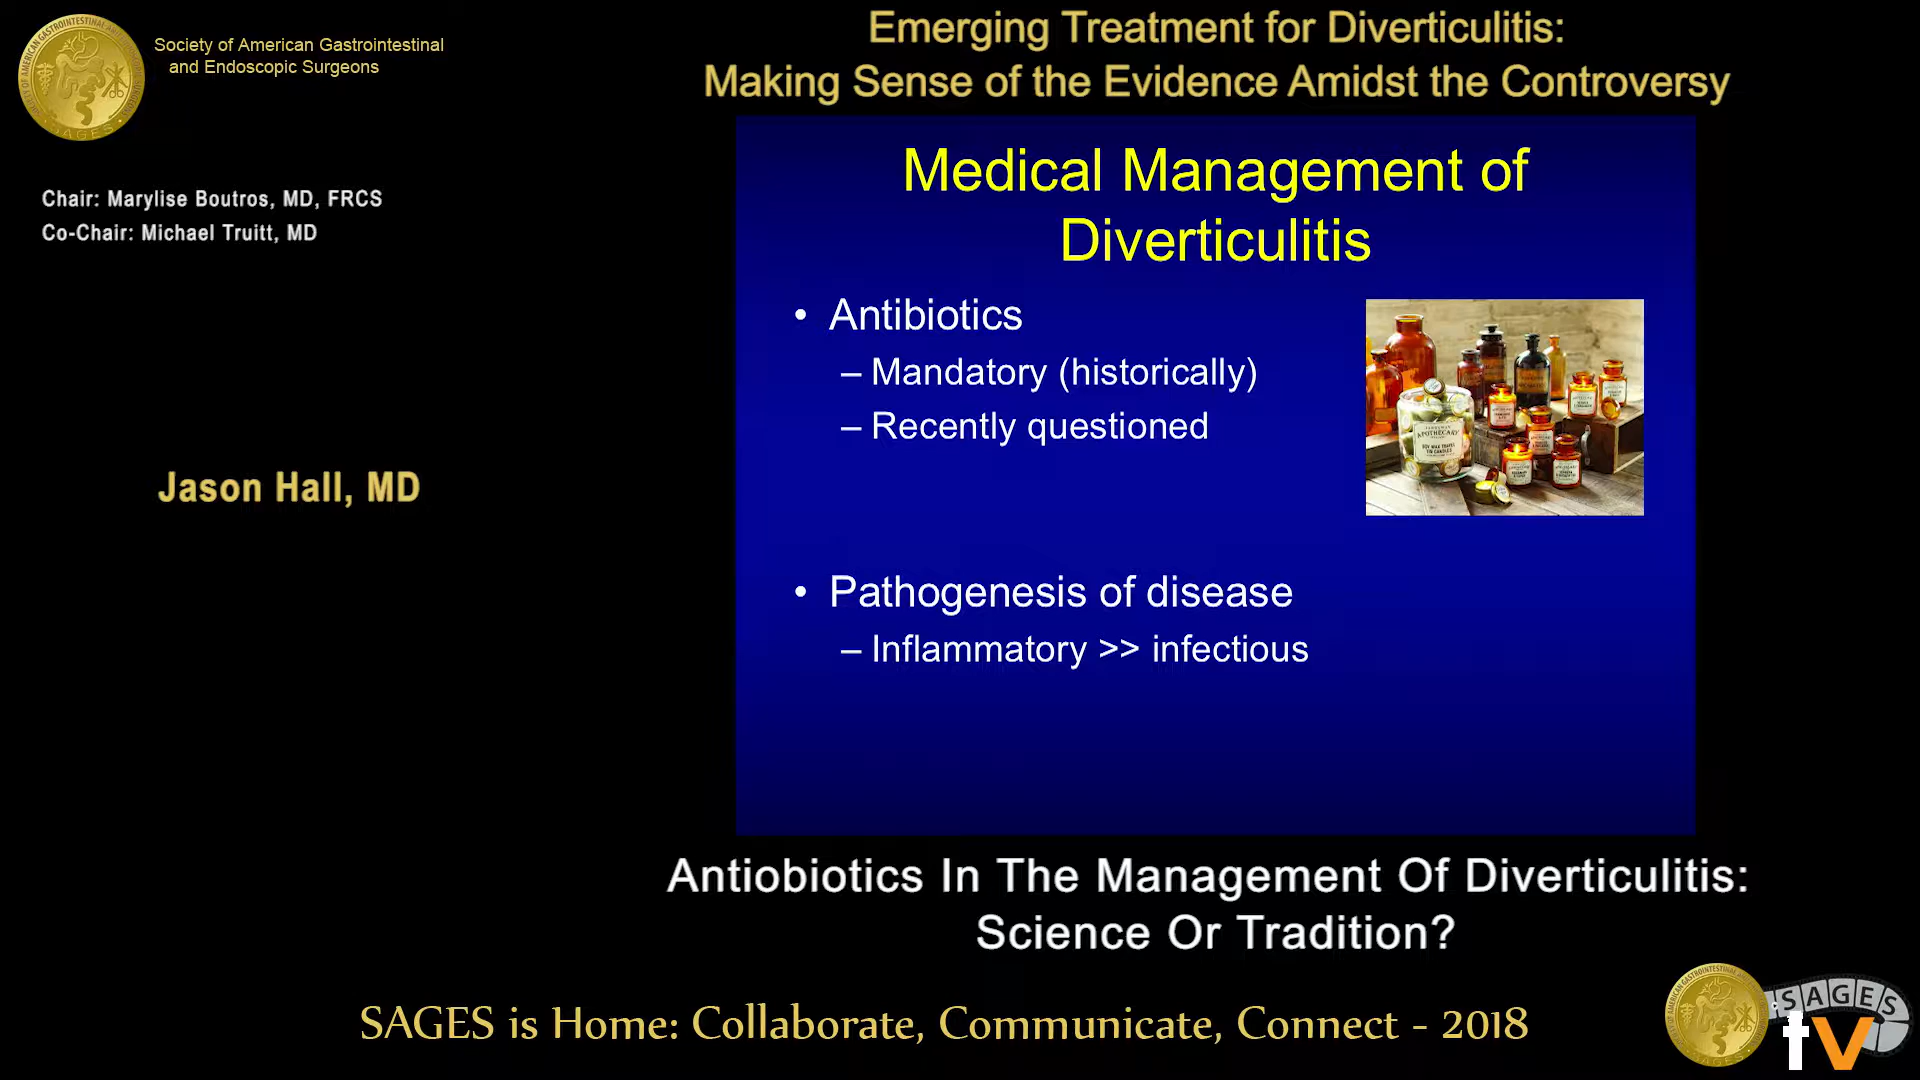 Society of American Gastrointestinal
and Endoscopic Surgeons
Emerging Treatment for Diverticulitis:
Making Sense of the Evidence Amidst the Controversy
Chair: Marylise Boutros, MD, FRCS
Co-Chair: Michael Truitt, MD
Jason Hall, MD
Medical Management of
Diverticulitis
• Antibiotics
– Mandatory (historically)
– Recently questioned
APOTHECARY
• Pathogenesis of disease
– Inflammatory >> infectious
Antiobiotics In The Management Of Diverticulitis:
Science Or Tradition?
SAGES is Home: Collaborate, Communicate, Connect - 2018
SAGES
tv